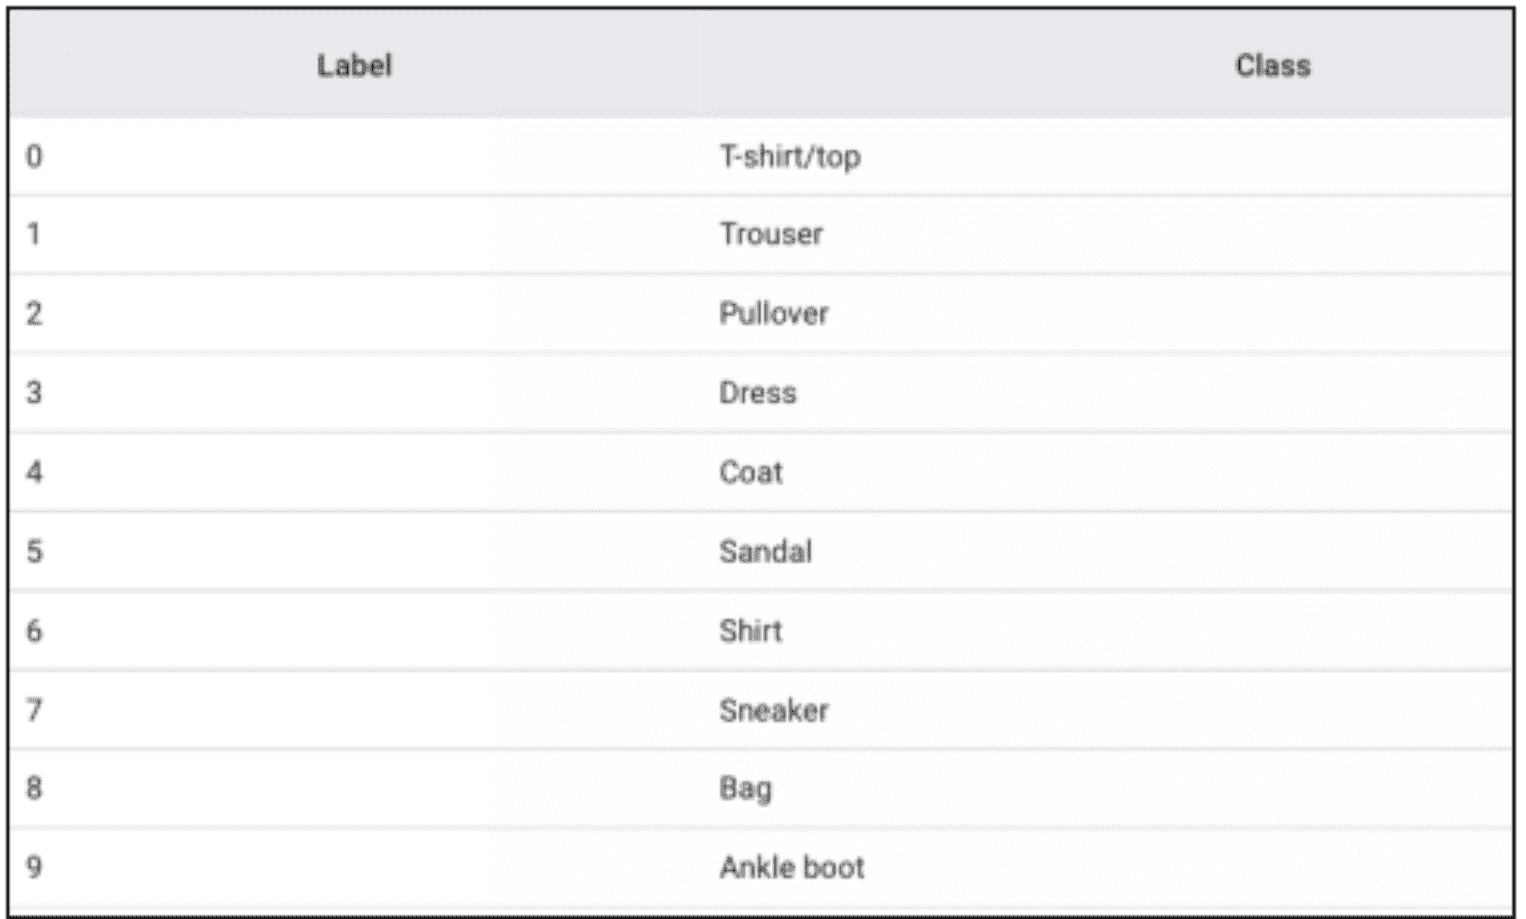 Label Class
0 T-shirt/top
1 Trouser
2 Pullover
3 Dress
4 Coat
5 Sandal
6 Shirt
7 Sneaker
8 Bag
9 Ankle boot